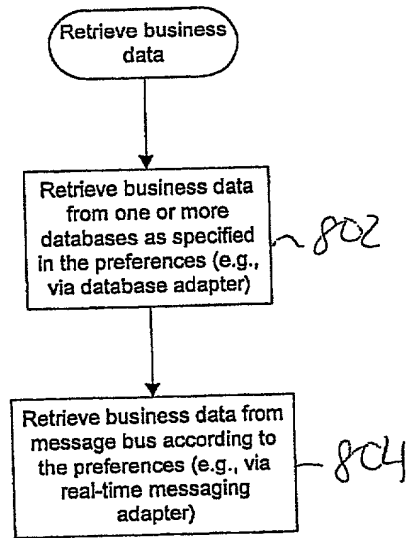 Retrieve business
data
Retrieve business data
from one or more
databases as specified
in the preferences (e.g.,
via database adapter)
802
Retrieve business data from
message bus according to
the preferences (e.g., via
real-time messaging
adapter)
804